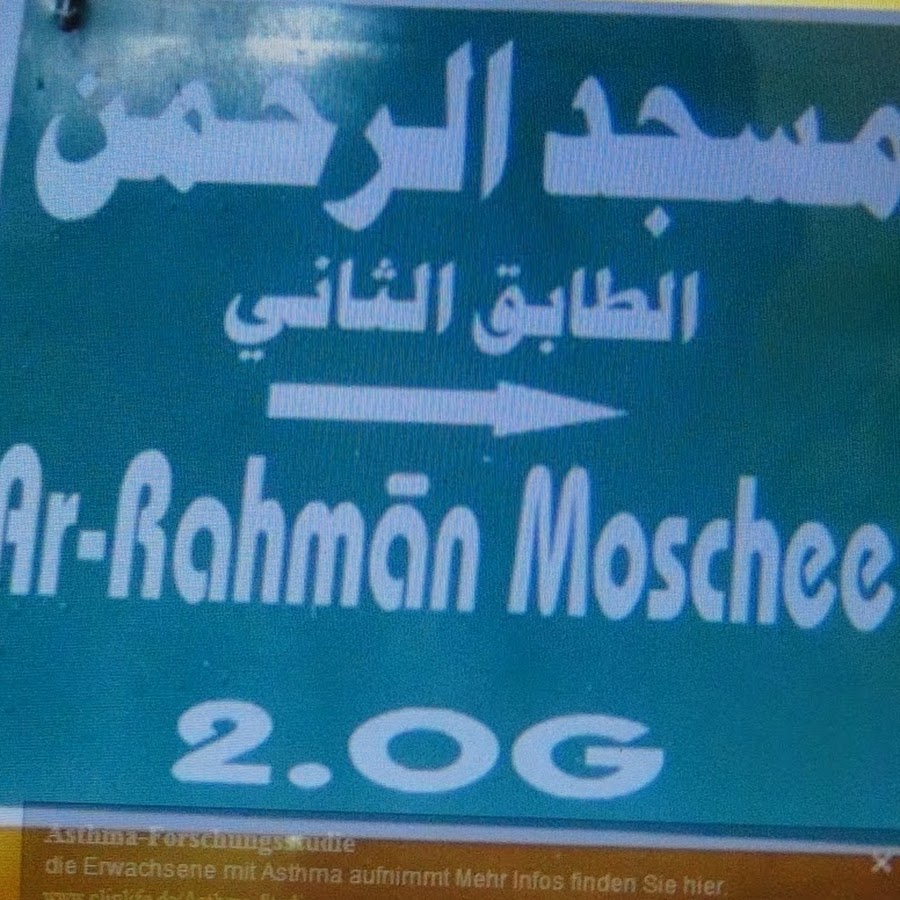 مسجد الرحمن
الطابق الثاني
Ar-Rahmān Moschee
2.OG
Asthma-Forschungsstudie
die Erwachsene mit Asthma aufnimmt Mehr Infos finden Sie hier.